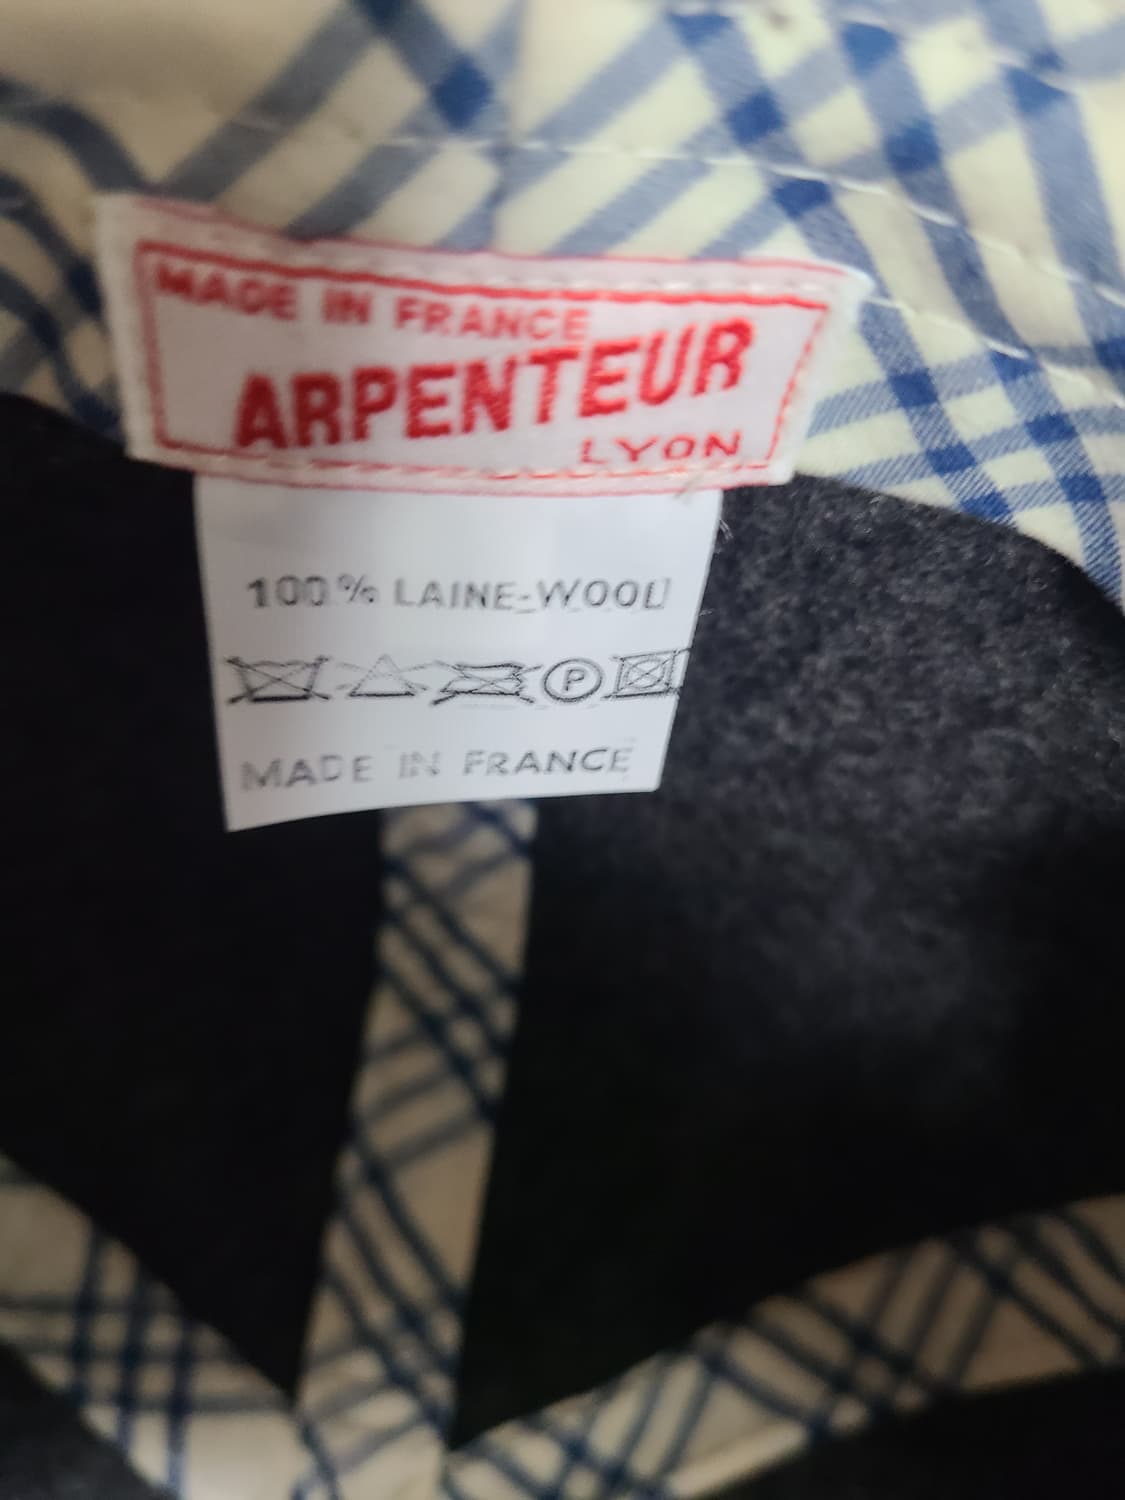 MADE IN FRANCE
ARPENTEUR
LYON
100% LAINE-WOOL
P
MADE IN FRANCE